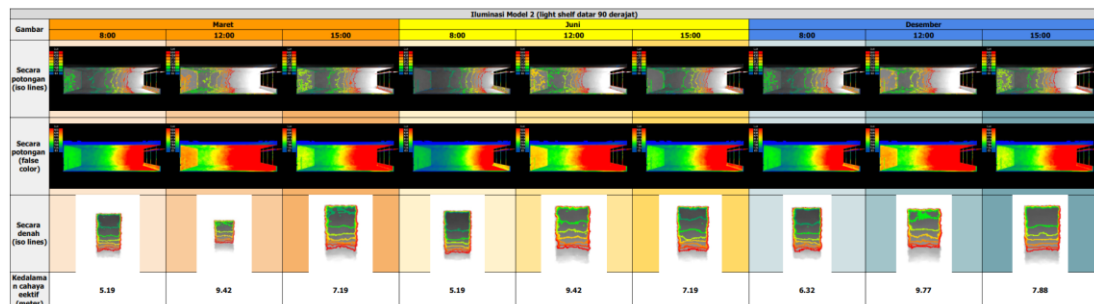 Iluminasi Model 2 (light shelf datar 90 derajat)
Gambar Maret Juni Desember
8:00 12:00 15:00 8:00 12:00 15:00 8:00 12:00 15:00
Secara
potongan
(iso lines)
Secara
potongan
(false
color)
Secara
denah
(iso lines)
Kedalama
n cahaya
eektif
(meter)
5.19 9.42 7.19 5.19 9.42 7.19 6.32 9.77 7.88